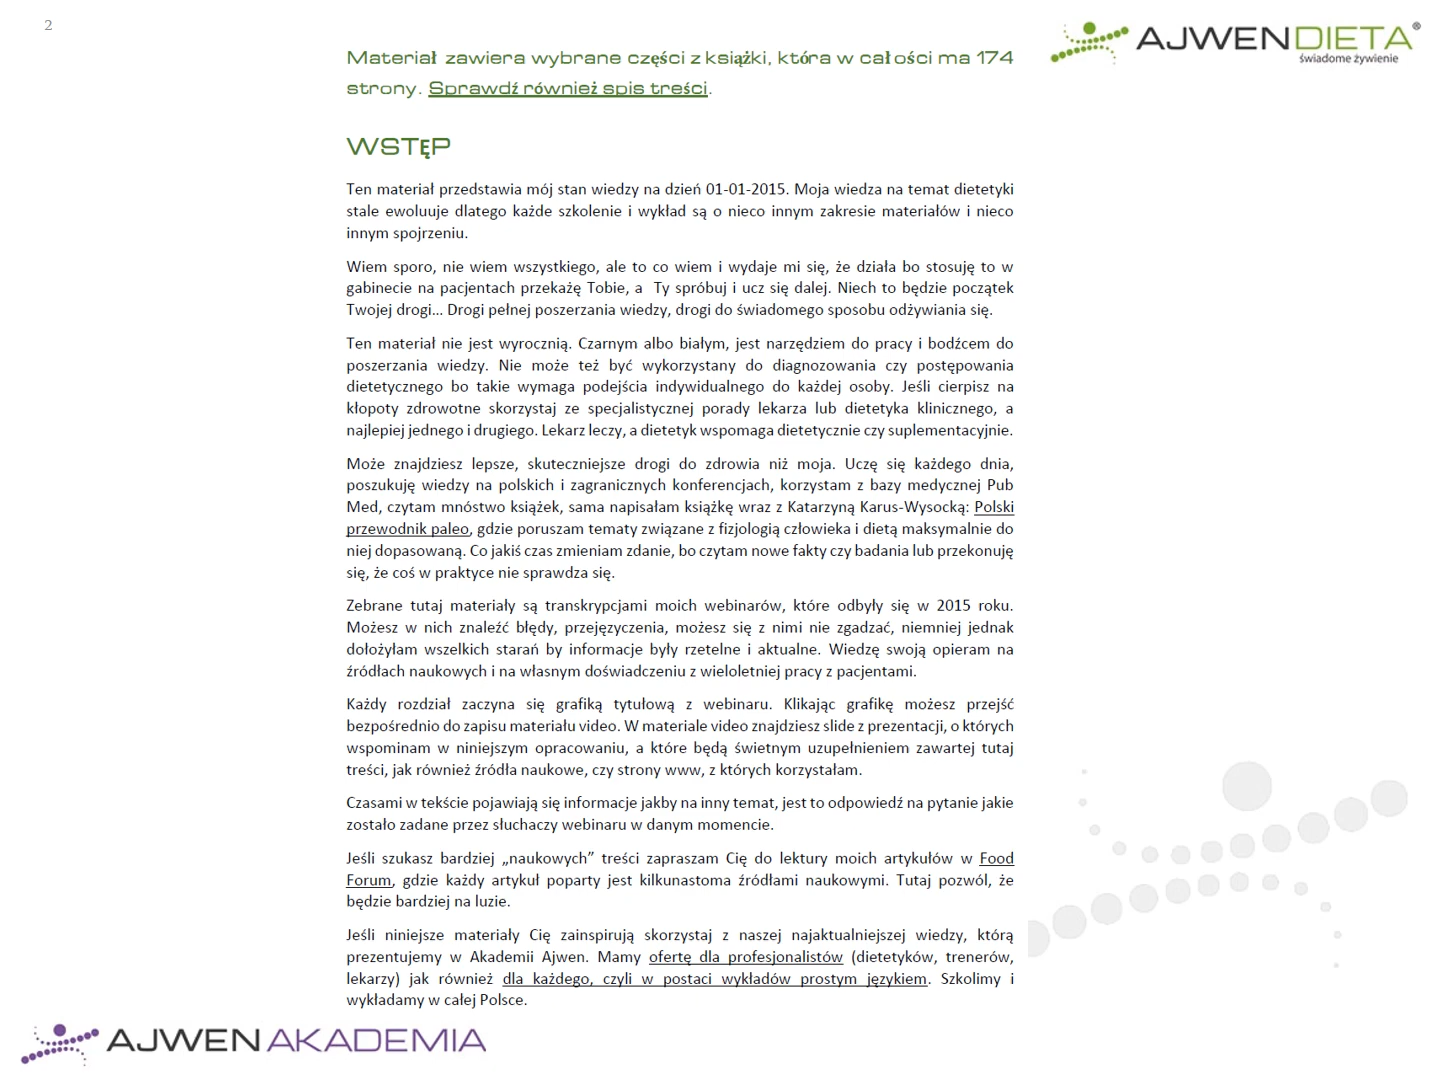 2
AJWENDIETA®
świadome żywienie
Materiał zawiera wybrane części z książki, która w całości ma 174
strony. Sprawdź również spis treści.
WSTĘP
Ten materiał przedstawia mój stan wiedzy na dzień 01-01-2015. Moja wiedza na temat dietetyki
stale ewoluuje dlatego każde szkolenie i wykład są o nieco innym zakresie materiałów i nieco
innym spojrzeniu.
Wiem sporo, nie wiem wszystkiego, ale to co wiem i wydaje mi się, że działa bo stosuję to w
gabinecie na pacjentach przekażę Tobie, a Ty spróbuj i ucz się dalej. Niech to będzie początek
Twojej drogi... Drogi pełnej poszerzania wiedzy, drogi do świadomego sposobu odżywiania się.
Ten materiał nie jest wyrocznią. Czarnym albo białym, jest narzędziem do pracy i bodźcem do
poszerzania wiedzy. Nie może też być wykorzystany do diagnozowania czy postępowania
dietetycznego bo takie wymaga podejścia indywidualnego do każdej osoby. Jeśli cierpisz na
kłopoty zdrowotne skorzystaj ze specjalistycznej porady lekarza lub dietetyka klinicznego, a
najlepiej jednego i drugiego. Lekarz leczy, a dietetyk wspomaga dietetycznie czy suplementacyjnie.
Może znajdziesz lepsze, skuteczniejsze drogi do zdrowia niż moja. Uczę się każdego dnia,
poszukuję wiedzy na polskich i zagranicznych konferencjach, korzystam z bazy medycznej Pub
Med, czytam mnóstwo książek, sama napisałam książkę wraz z Katarzyną Karus-Wysocką: Polski
przewodnik paleo, gdzie poruszam tematy związane z fizjologią człowieka i dietą maksymalnie do
niej dopasowaną. Co jakiś czas zmieniam zdanie, bo czytam nowe fakty czy badania lub przekonuję
się, że coś w praktyce nie sprawdza się.
Zebrane tutaj materiały są transkrypcjami moich webinarów, które odbyły się w 2015 roku.
Możesz w nich znaleźć błędy, przejęzyczenia, możesz się z nimi nie zgadzać, niemniej jednak
dołożyłam wszelkich starań by informacje były rzetelne i aktualne. Wiedzę swoją opieram na
źródłach naukowych i na własnym doświadczeniu z wieloletniej pracy z pacjentami.
Każdy rozdział zaczyna się grafiką tytułową z webinaru. Klikając grafikę możesz przejść
bezpośrednio do zapisu materiału video. W materiale video znajdziesz slide z prezentacji, o których
wspominam w niniejszym opracowaniu, a które będą świetnym uzupełnieniem zawartej tutaj
treści, jak również źródła naukowe, czy strony www, z których korzystałam.
Czasami w tekście pojawiają się informacje jakby na inny temat, jest to odpowiedź na pytanie jakie
zostało zadane przez słuchaczy webinaru w danym momencie.
Jeśli szukasz bardziej „naukowych” treści zapraszam Cię do lektury moich artykułów w Food
Forum, gdzie każdy artykuł poparty jest kilkunastoma źródłami naukowymi. Tutaj pozwól, że
będzie bardziej na luzie.
Jeśli niniejsze materiały Cię zainspirują skorzystaj z naszej najaktualniejszej wiedzy, którą
prezentujemy w Akademii Ajwen. Mamy ofertę dla profesjonalistów (dietetyków, trenerów,
lekarzy) jak również dla każdego, czyli w postaci wykładów prostym językiem. Szkolimy i
wykładamy w całej Polsce.
AJWENAKADEMIA